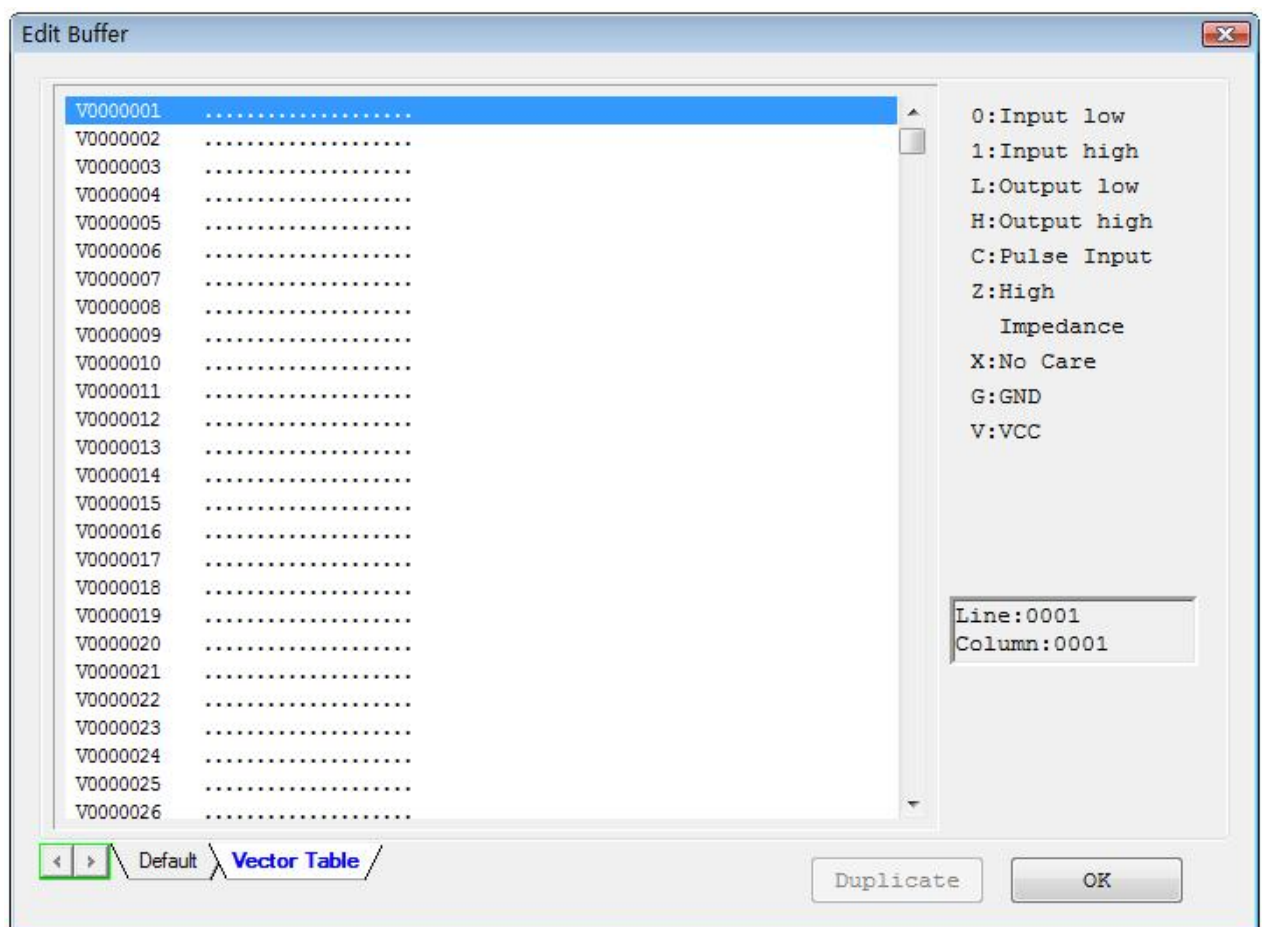 Edit Buffer
V0000001 ....................
V0000002 ....................
V0000003 ....................
V0000004 ....................
V0000005 ....................
V0000006 ....................
V0000007 ....................
V0000008 ....................
V0000009 ....................
V0000010 ....................
V0000011 ....................
V0000012 ....................
V0000013 ....................
V0000014 ....................
V0000015 ....................
V0000016 ....................
V0000017 ....................
V0000018 ....................
V0000019 ....................
V0000020 ....................
V0000021 ....................
V0000022 ....................
V0000023 ....................
V0000024 ....................
V0000025 ....................
V0000026 ....................
0:Input low
1:Input high
L:Output low
H:Output high
C:Pulse Input
Z:High
Impedance
X:No Care
G:GND
V:VCC
Line:0001
Column:0001
Default Vector Table
Duplicate OK